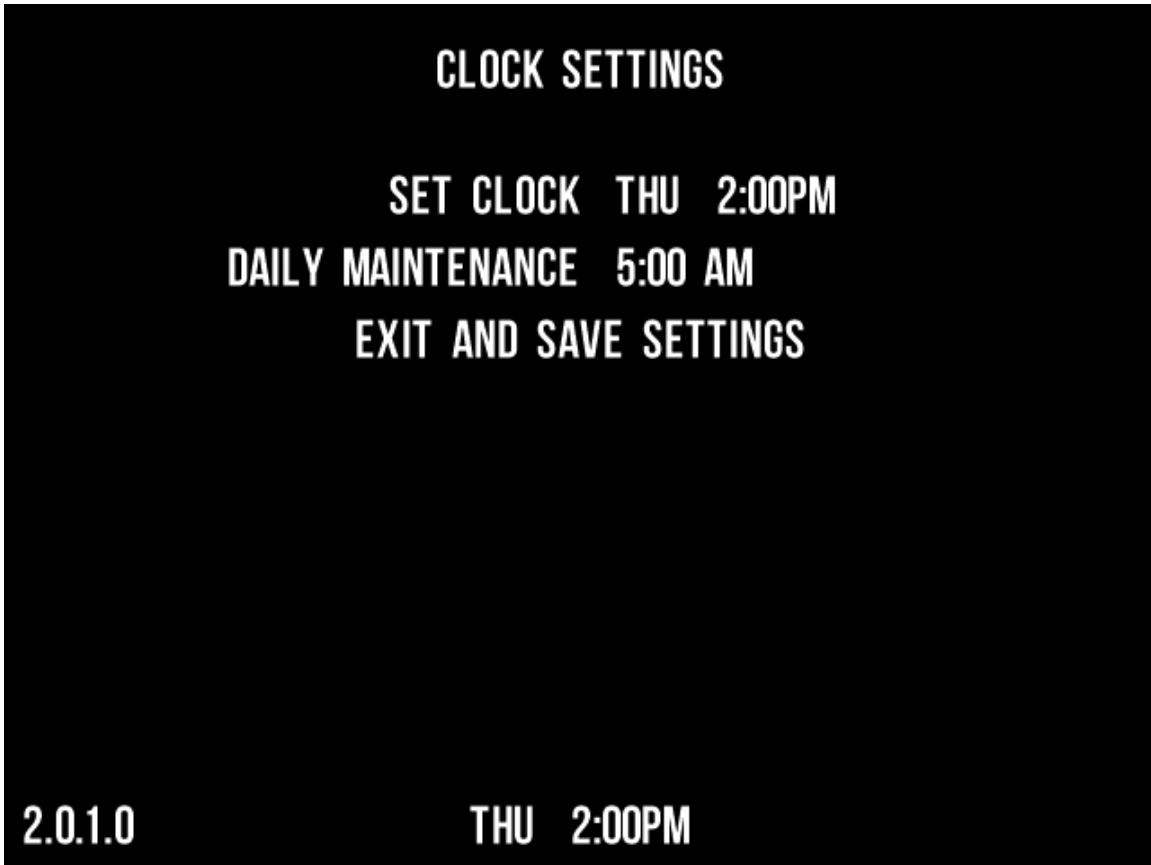 CLOCK SETTINGS
SET CLOCK THU 2:00PM
DAILY MAINTENANCE 5:00 AM
EXIT AND SAVE SETTINGS
2.0.1.0 THU 2:00PM